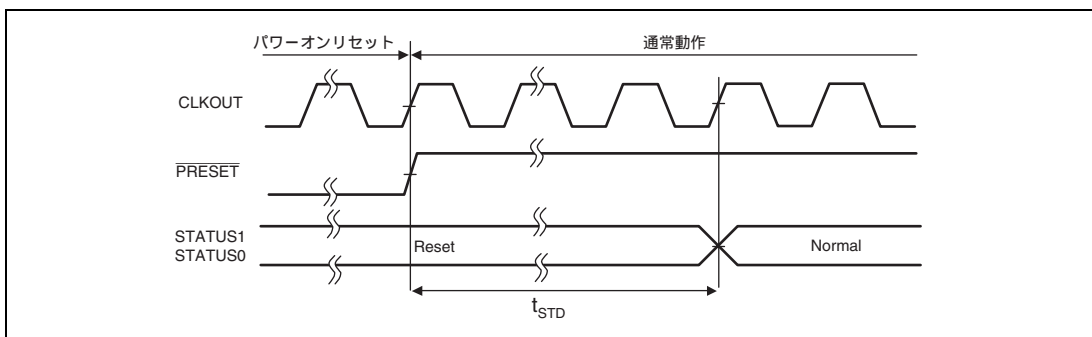 パワーオンリセット 通常動作
CLKOUT
PRESET
STATUS1
STATUS0
Reset Normal
tSTD